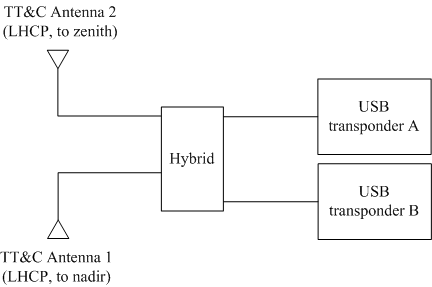 TT&C Antenna 2
(LHCP, to zenith)
USB
transponder A
Hybrid
USB
transponder B
TT&C Antenna 1
(LHCP, to nadir)